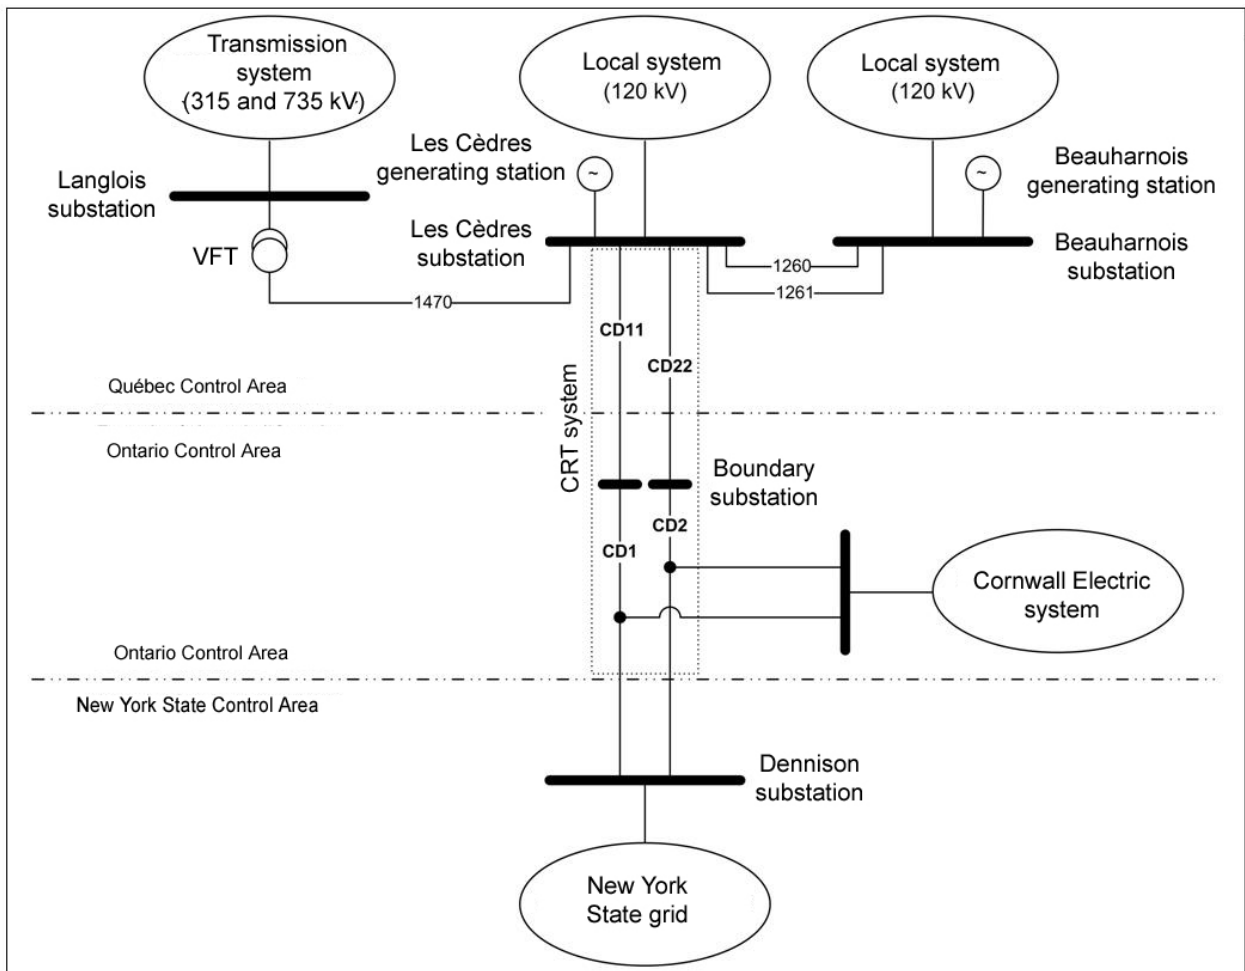 Transmission
system
(315 and 735 kV)
Local system
(120 kV)
Local system
(120 kV)
Les Cèdres
generating station
~
~
Beauharnois
generating station
Langlois
substation
VFT
Les Cèdres
substation
Beauharnois
substation
1260
1261
1470
CD11
CD22
Québec Control Area
CRT system
Ontario Control Area
Boundary
substation
CD2
CD1
Cornwall Electric
system
Ontario Control Area
New York State Control Area
Dennison
substation
New York
State grid